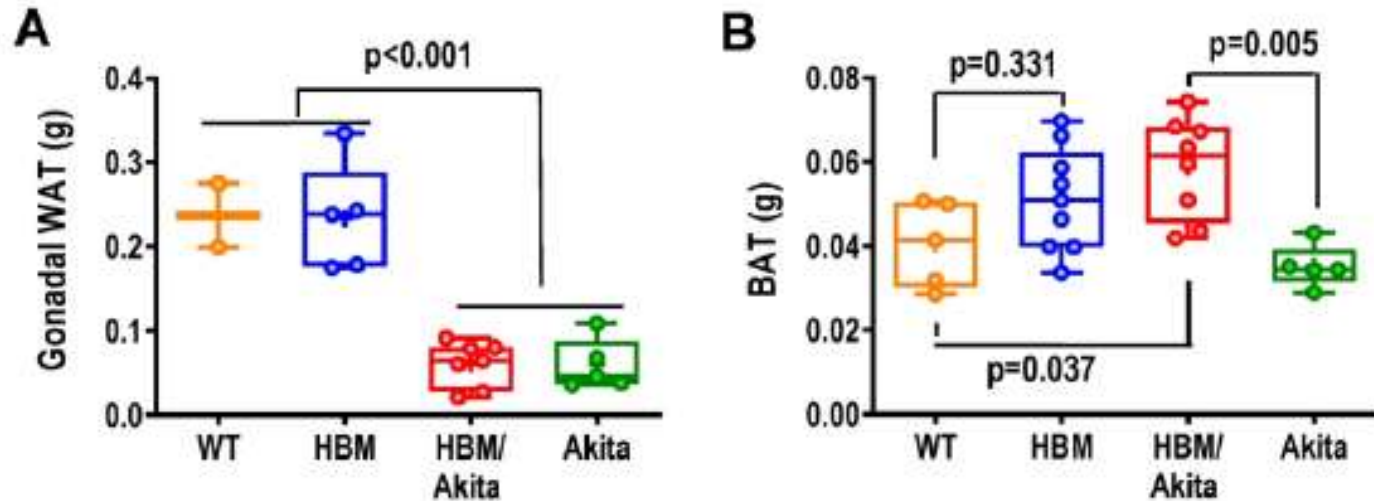 A
p<0.001
Gonadal WAT (g)
0.4
0.3
0.2
0.1
0.0
WT HBM HBM/ Akita
Akita
B
p=0.331 p=0.005
BAT (g)
0.08
0.06
0.04
0.02
0.00
p=0.037
WT HBM HBM/ Akita
Akita